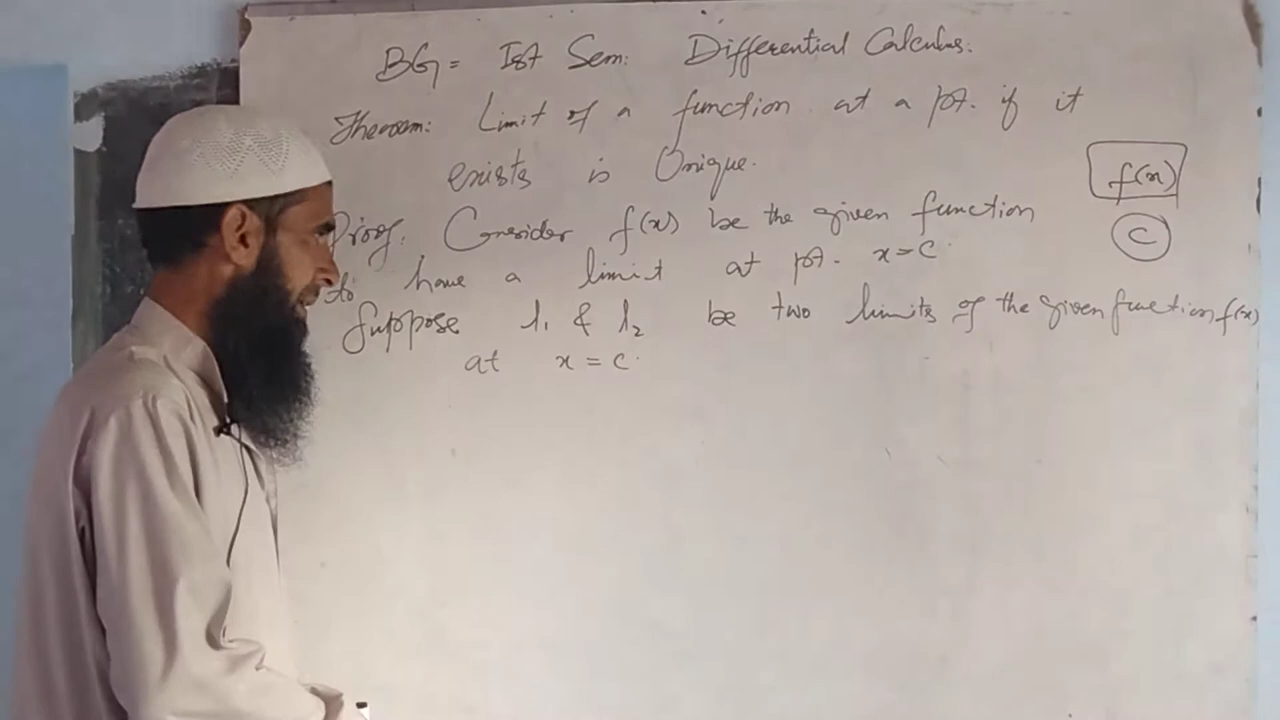 BG = Ist Sem: Differential Calculus.
Theorem: Limit of a function at a pt. if it
exists is Unique.
f(x)
Proof. Consider f(x) be the given function
C
to have a limit at pt. x=c.
Suppose l₁ & l₂ be two limits of the given function f(x)
at x = c.